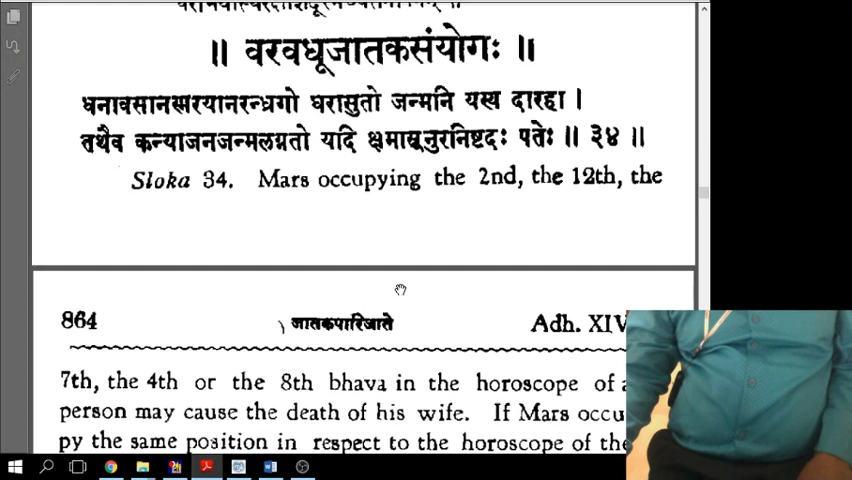 ॥ वरवधूजातकसंयोगः ॥
धनावसानस्मरयानरन्ध्रगो धरासुतो जन्मनि यस्य दारहा ।
तथैव कन्याजनजन्मलग्नतो यदि क्षमासूनुरनिष्टदः पतेः ॥ ३४ ॥
Sloka 34. Mars occupying the 2nd, the 12th, the
864 जातकपारिजाते Adh. XIV
7th, the 4th or the 8th bhava in the horoscope of
person may cause the death of his wife. If Mars occu
py the same position in respect to the horoscope of the